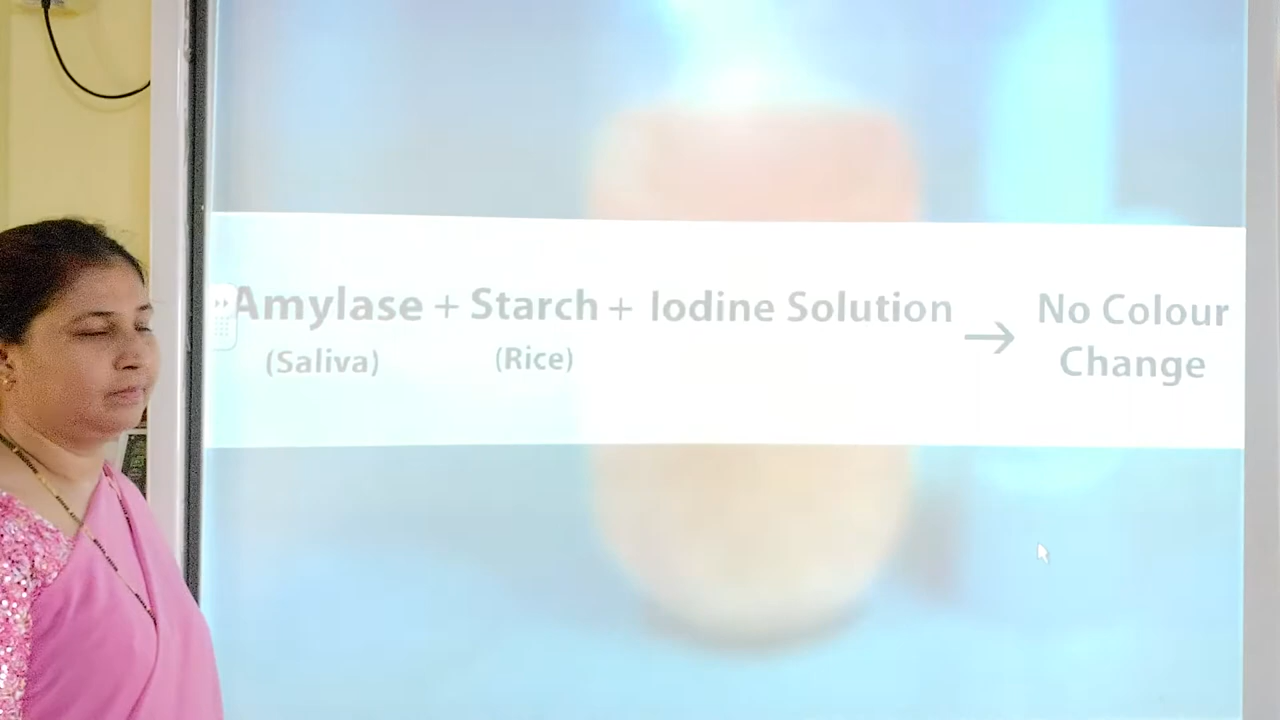 Amylase + Starch + Iodine Solution → No Colour Change
(Saliva) (Rice)